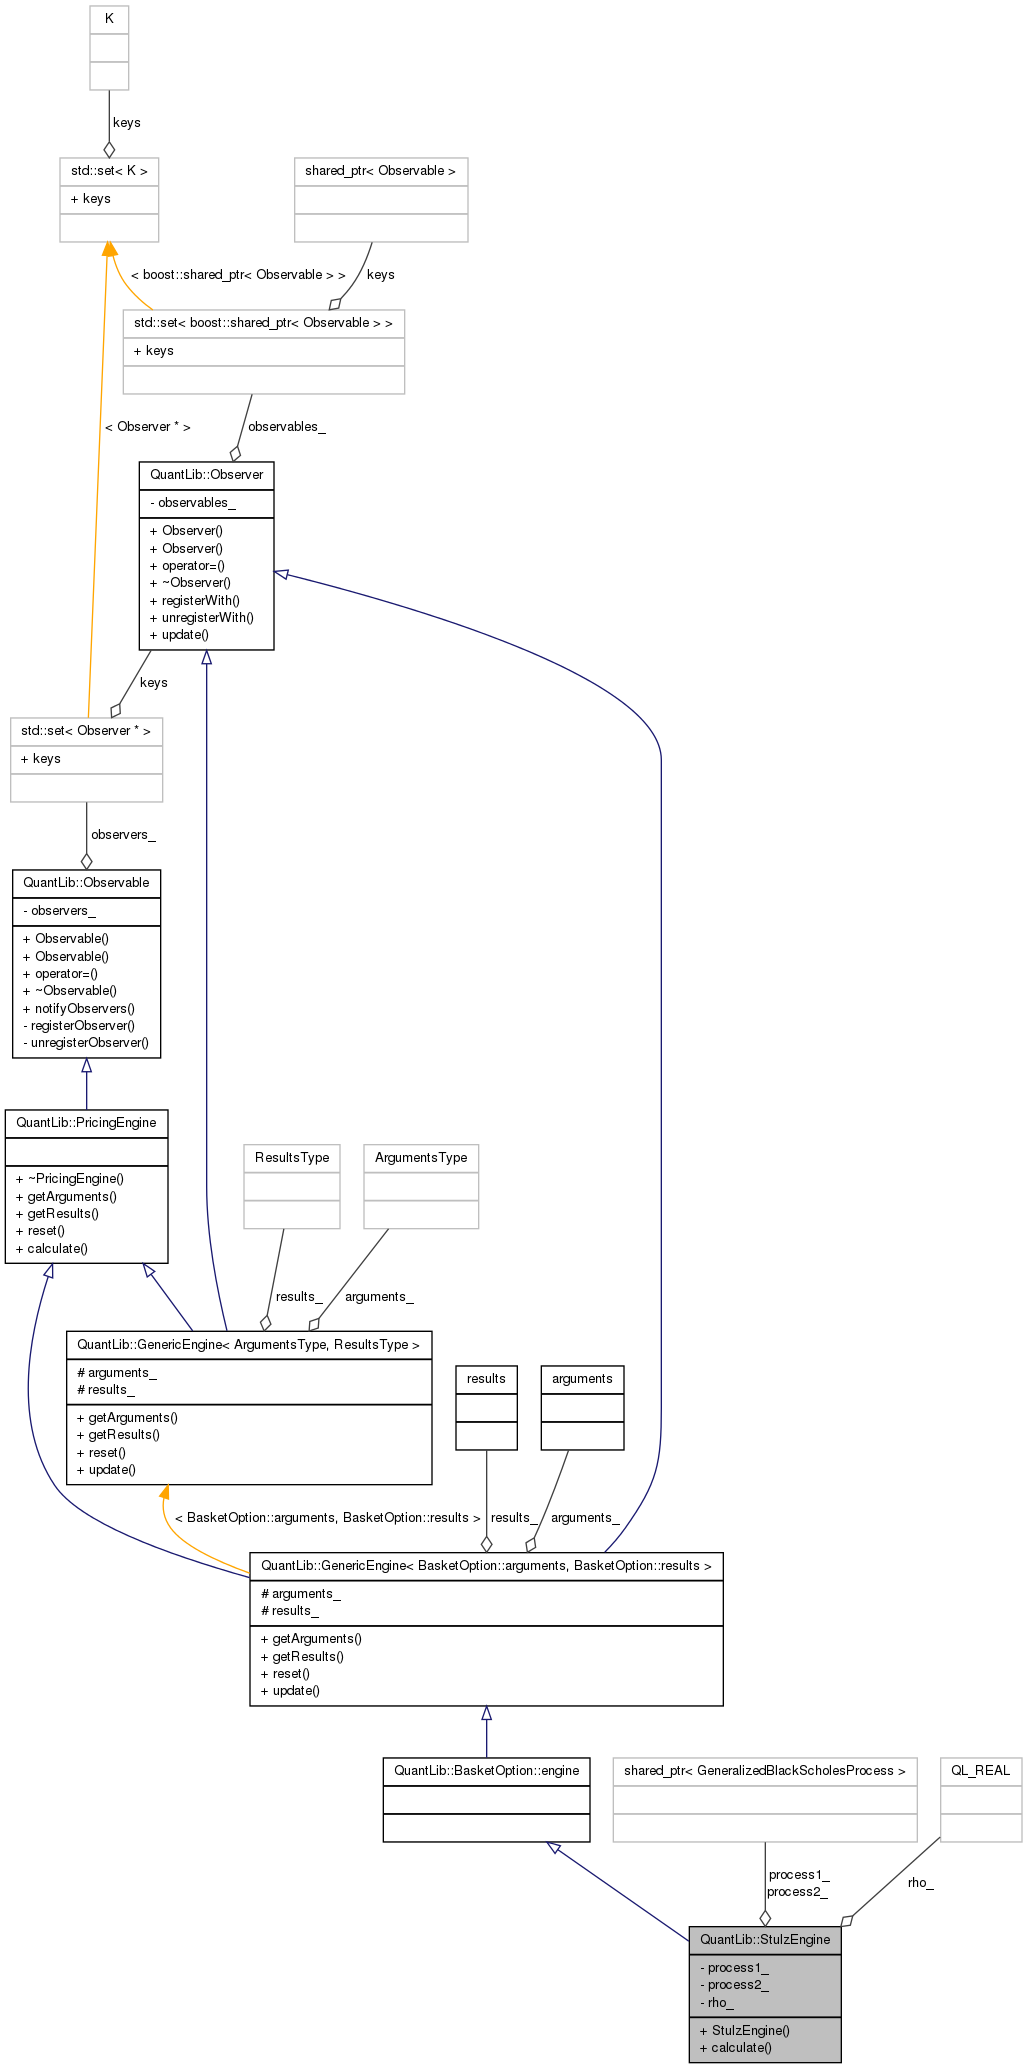 K
keys
std::set< K >
+ keys
shared_ptr< Observable >
< boost::shared_ptr< Observable > >
keys
std::set< boost::shared_ptr< Observable > >
+ keys
< Observer * >
observables_
QuantLib::Observer
- observables_
+ Observer()
+ Observer()
+ operator=()
+ ~Observer()
+ registerWith()
+ unregisterWith()
+ update()
keys
std::set< Observer * >
+ keys
observers_
QuantLib::Observable
- observers_
+ Observable()
+ Observable()
+ operator=()
+ ~Observable()
+ notifyObservers()
- registerObserver()
- unregisterObserver()
QuantLib::PricingEngine
+ ~PricingEngine()
+ getArguments()
+ getResults()
+ reset()
+ calculate()
ResultsType
ArgumentsType
results_
arguments_
QuantLib::GenericEngine< ArgumentsType, ResultsType >
# arguments_
# results_
+ getArguments()
+ getResults()
+ reset()
+ update()
results
arguments
< BasketOption::arguments, BasketOption::results >
results_
arguments_
QuantLib::GenericEngine< BasketOption::arguments, BasketOption::results >
# arguments_
# results_
+ getArguments()
+ getResults()
+ reset()
+ update()
QuantLib::BasketOption::engine
shared_ptr< GeneralizedBlackScholesProcess >
QL_REAL
process1_
process2_
rho_
QuantLib::StulzEngine
- process1_
- process2_
- rho_
+ StulzEngine()
+ calculate()